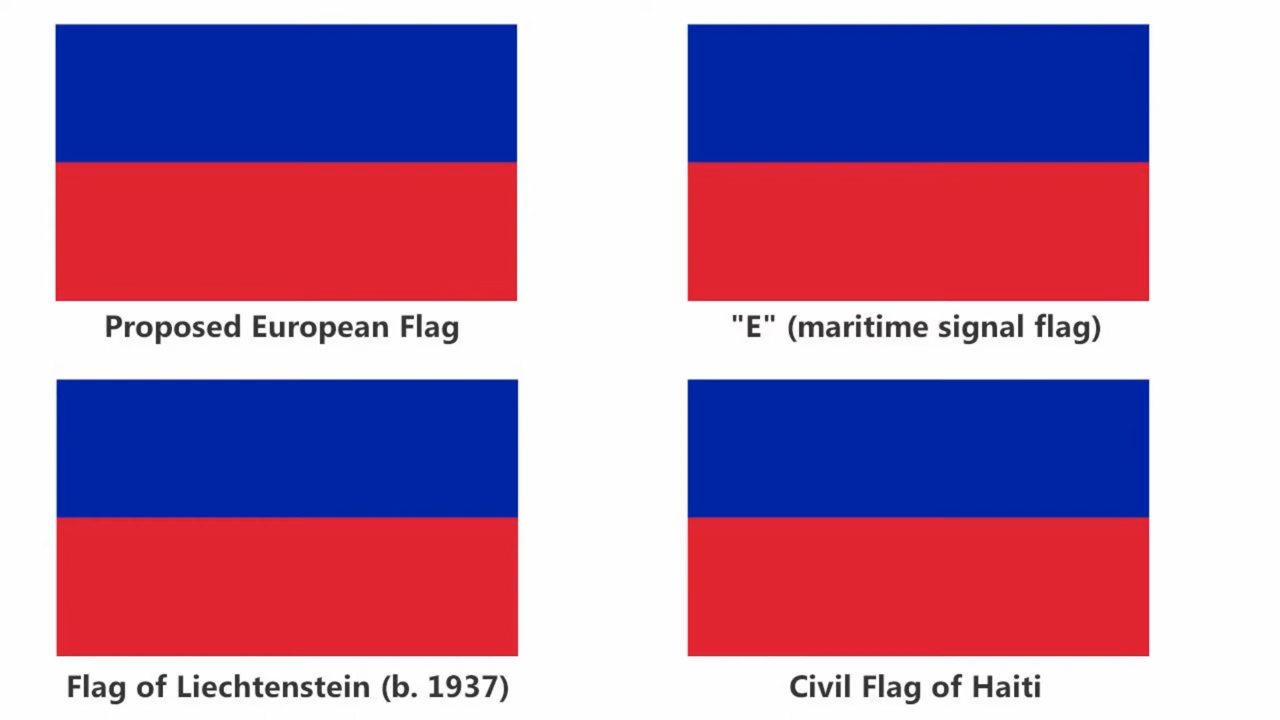 Proposed European Flag
"E" (maritime signal flag)
Flag of Liechtenstein (b. 1937)
Civil Flag of Haiti